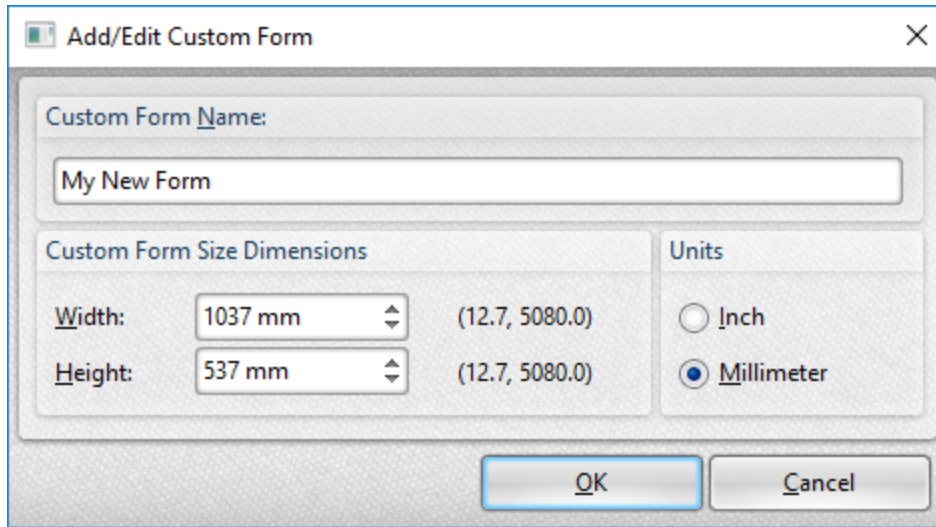 Add/Edit Custom Form
Custom Form Name:
My New Form
Custom Form Size Dimensions
Width: 1037 mm (12.7, 5080.0)
Height: 537 mm (12.7, 5080.0)
Units
Inch
Millimeter
OK Cancel